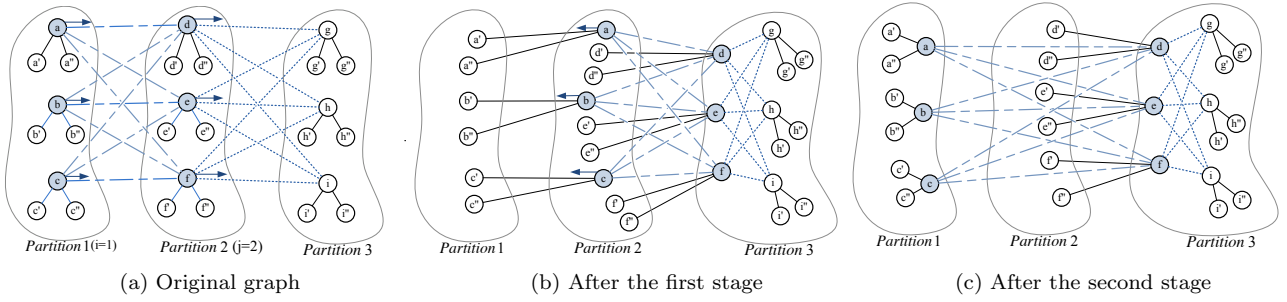 a d g
a' a" d' d" g' g"
b e h
b' b" e' e" h' h"
c f i
c' c" f' f" i' i"
Partition 1(i=1) Partition 2 (j=2) Partition 3
(a) Original graph
a' a g
a" d' d" d g' g"
b' b e' h
b" e" e h' h"
c' c f i
c" f' f" i' i"
Partition 1 Partition 2 Partition 3
(b) After the first stage
a' a d' g
a" d" d g' g"
b' b e' e h
b" e" h' h"
c' c f' f i
c" f" i' i"
Partition 1 Partition 2 Partition 3
(c) After the second stage